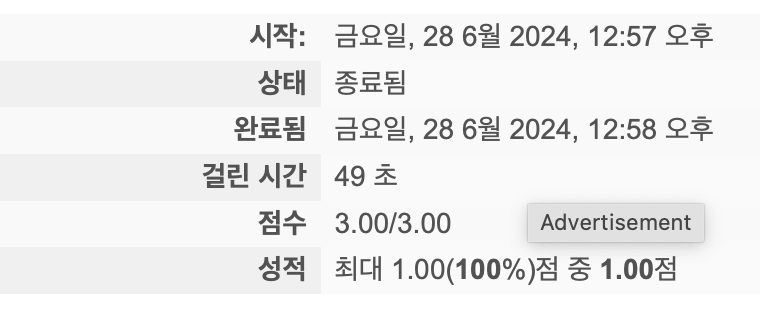 시작: 금요일, 28 6월 2024, 12:57 오후
상태 종료됨
완료됨 금요일, 28 6월 2024, 12:58 오후
걸린 시간 49 초
점수 3.00/3.00 Advertisement
성적 최대 1.00(100%)점 중 1.00점